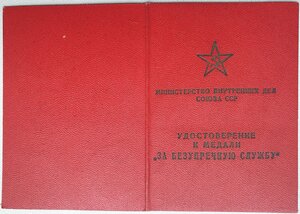 МИНИСТЕРСТВО ВНУТРЕННИХ ДЕЛ
СОЮЗА ССР
УДОСТОВЕРЕНИЕ
К МЕДАЛИ
„ЗА БЕЗУПРЕЧНУЮ СЛУЖБУ“